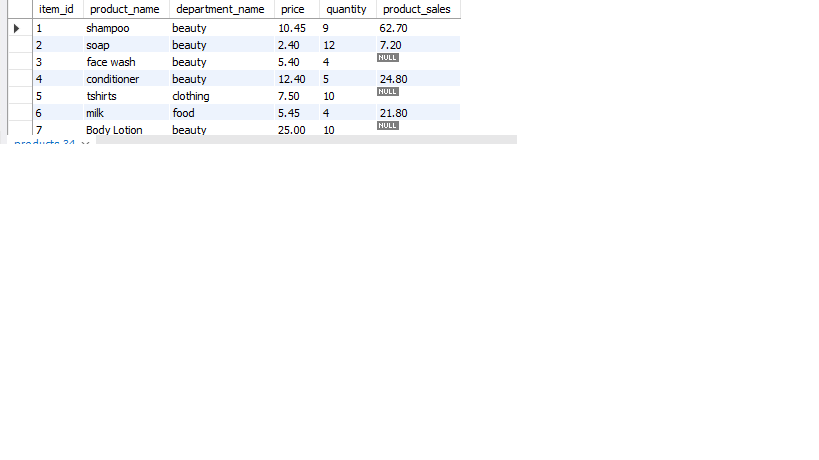 item_id product_name department_name price quantity product_sales
1 shampoo beauty 10.45 9 62.70
2 soap beauty 2.40 12 7.20
3 face wash beauty 5.40 4 NULL
4 conditioner beauty 12.40 5 24.80
5 tshirts clothing 7.50 10 NULL
6 milk food 5.45 4 21.80
7 Body Lotion beauty 25.00 10 NULL
products 34